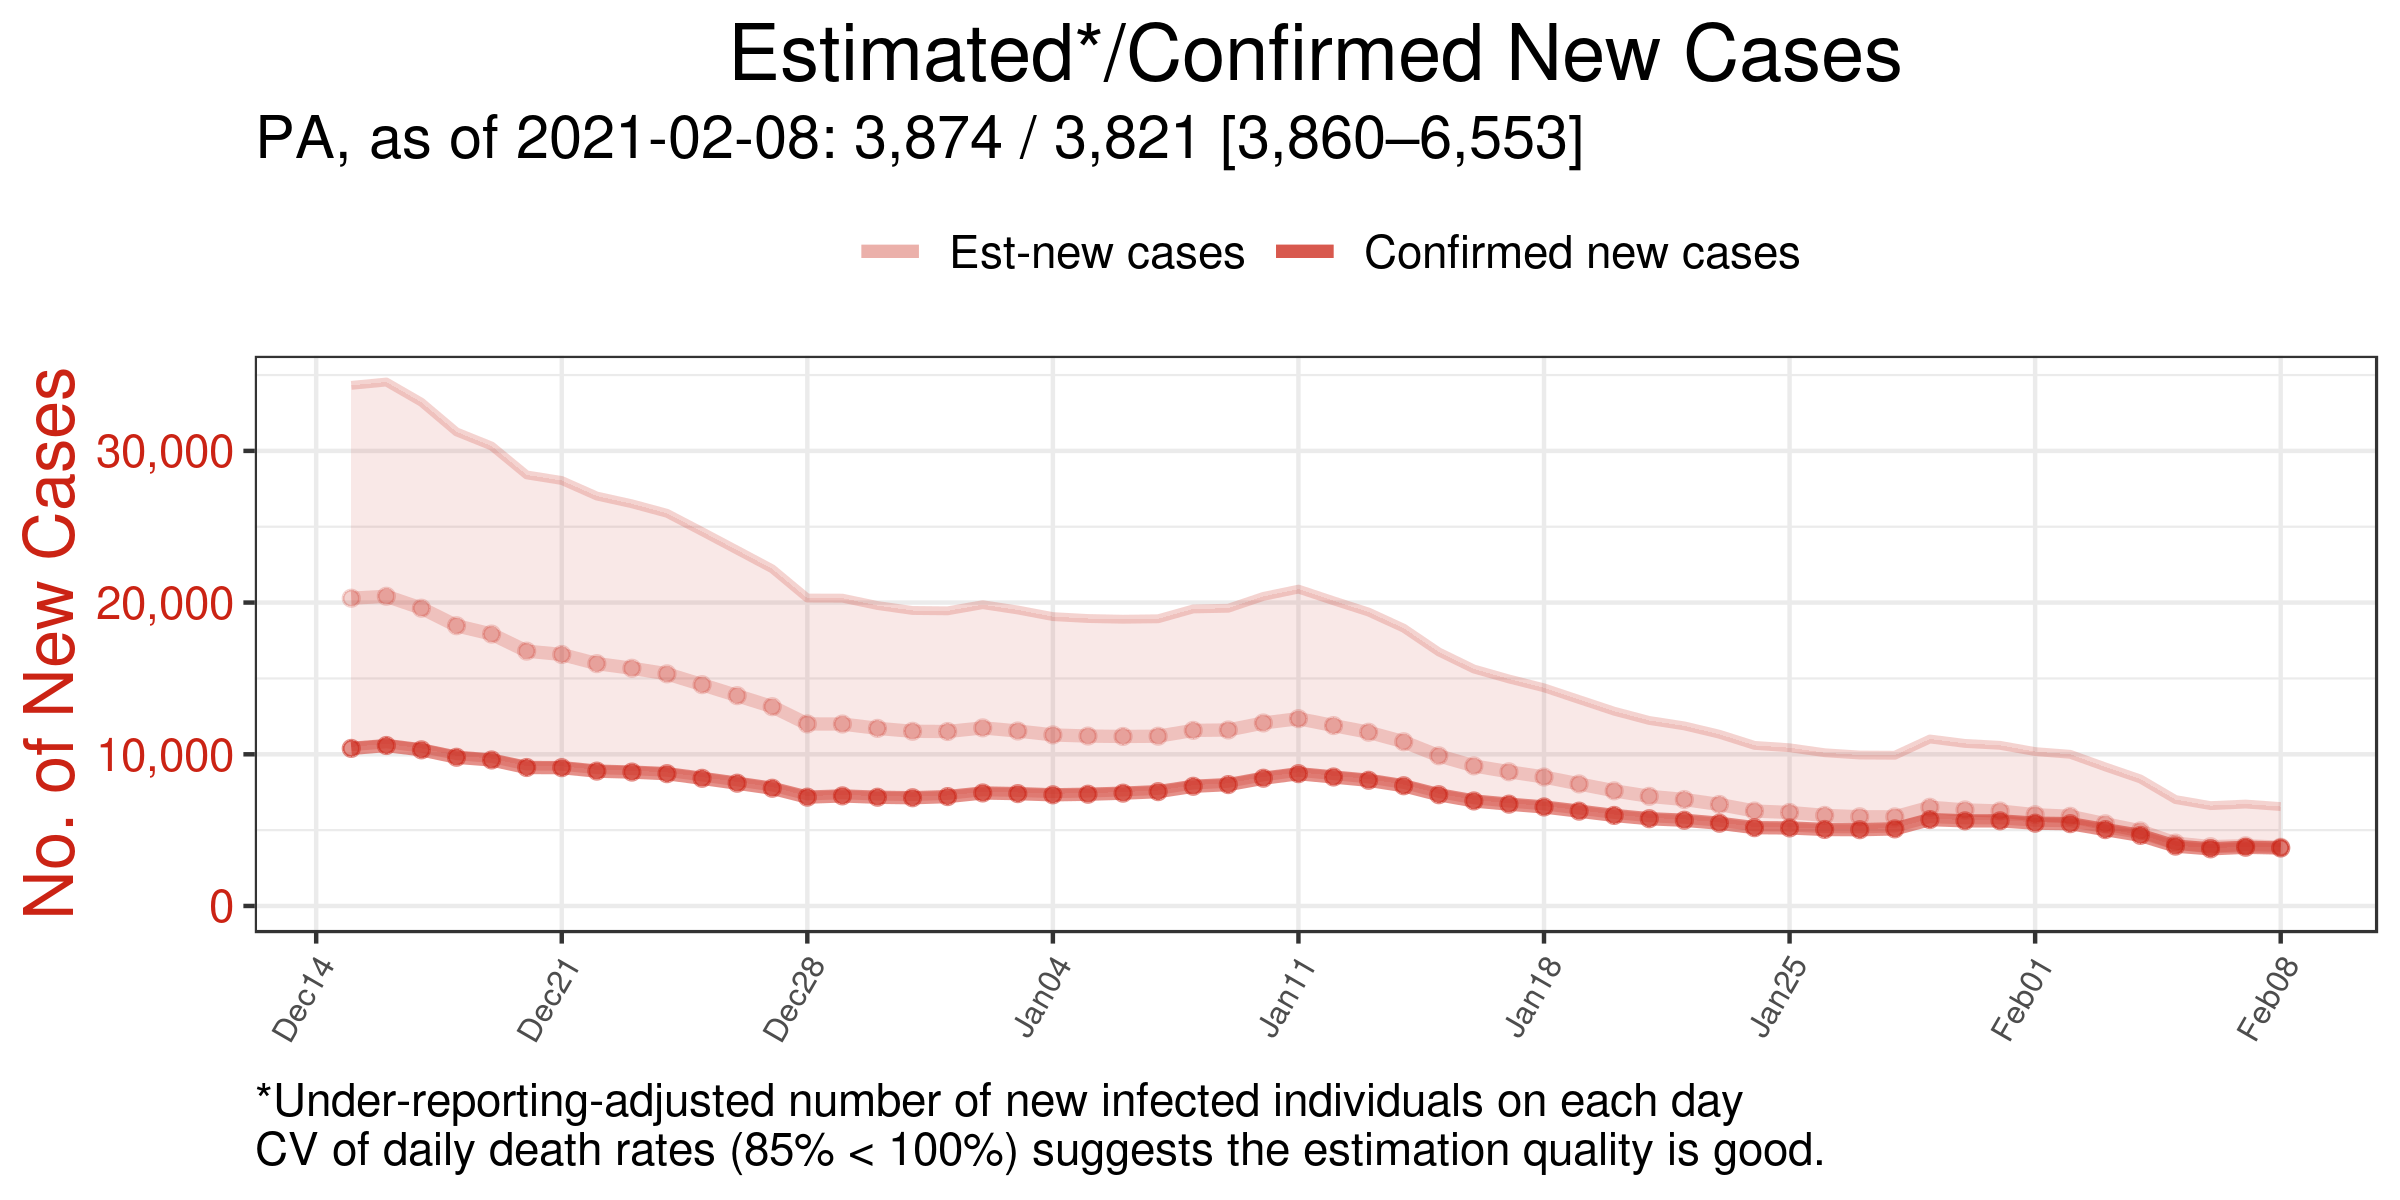 Estimated*/Confirmed New Cases
PA, as of 2021-02-08: 3,874 / 3,821 [3,860–6,553]
Est-new cases
Confirmed new cases
No. of New Cases
30,000
20,000
10,000
0
Dec14
Dec21
Dec28
Jan04
Jan11
Jan18
Jan25
Feb01
Feb08
*Under-reporting-adjusted number of new infected individuals on each day
CV of daily death rates (85% < 100%) suggests the estimation quality is good.